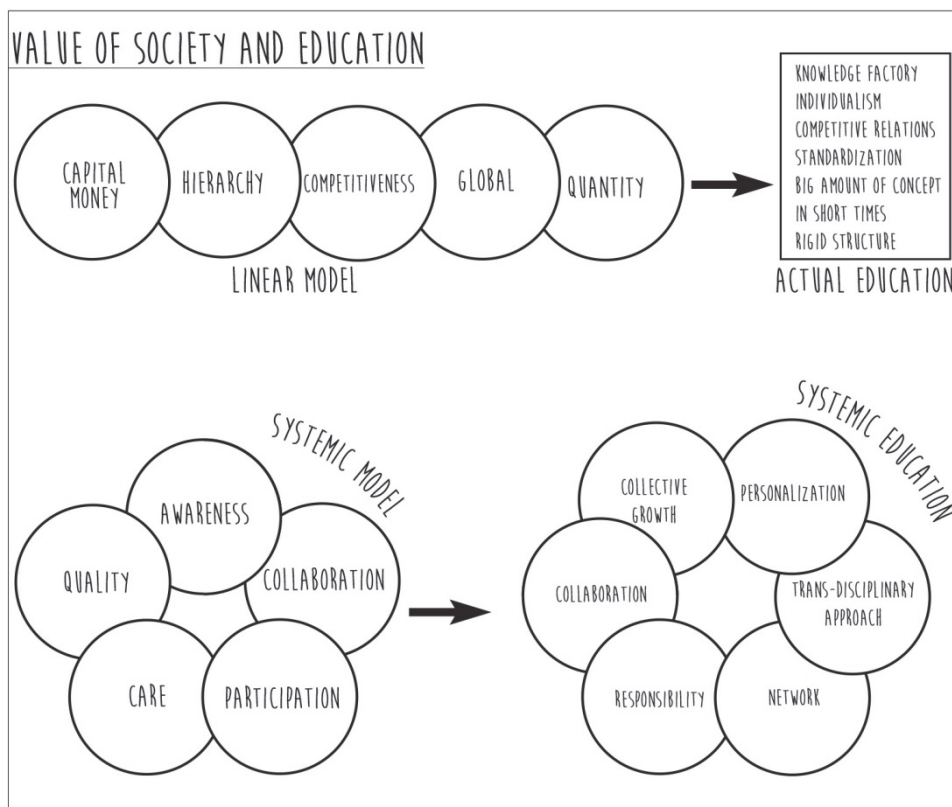 VALUE OF SOCIETY AND EDUCATION
CAPITAL
MONEY
HIERARCHY
COMPETITIVENESS
GLOBAL
QUANTITY
LINEAR MODEL
KNOWLEDGE FACTORY
INDIVIDUALISM
COMPETITIVE RELATIONS
STANDARDIZATION
BIG AMOUNT OF CONCEPT
IN SHORT TIMES
RIGID STRUCTURE
ACTUAL EDUCATION
SYSTEMIC MODEL
AWARENESS
QUALITY
COLLABORATION
CARE
PARTICIPATION
SYSTEMIC EDUCATION
COLLECTIVE
GROWTH
PERSONALIZATION
COLLABORATION
TRANS-DISCIPLINARY
APPROACH
RESPONSIBILITY
NETWORK